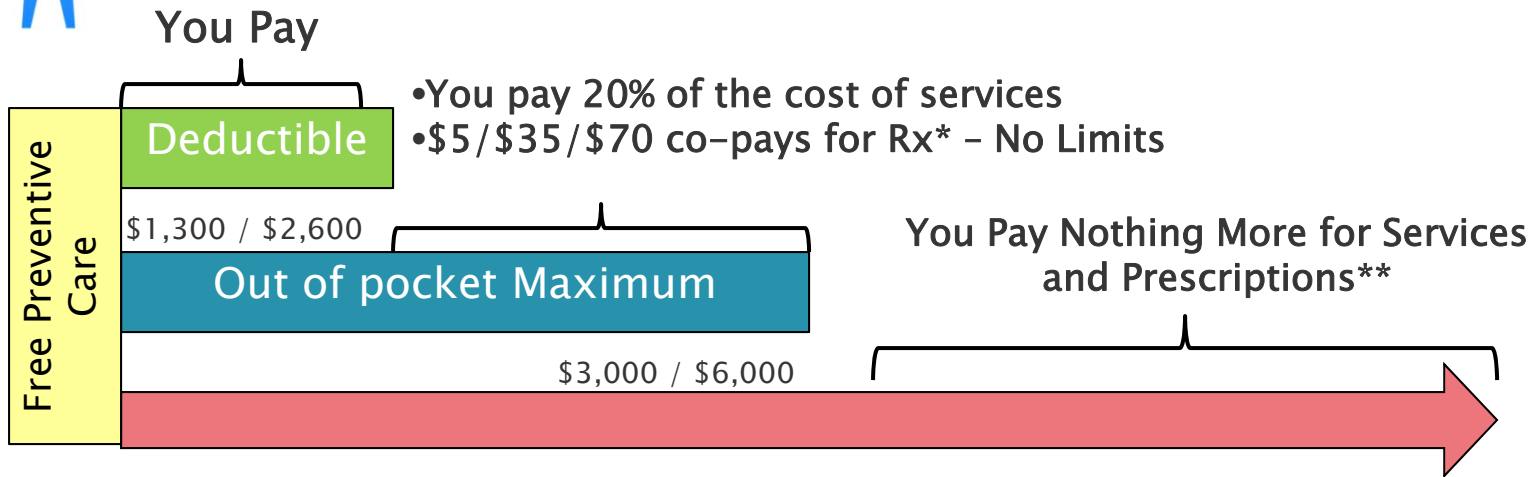 You Pay
•You pay 20% of the cost of services
•$5/$35/$70 co-pays for Rx* – No Limits
Deductible
Free Preventive
Care
$1,300 / $2,600
You Pay Nothing More for Services
and Prescriptions**
Out of pocket Maximum
$3,000 / $6,000